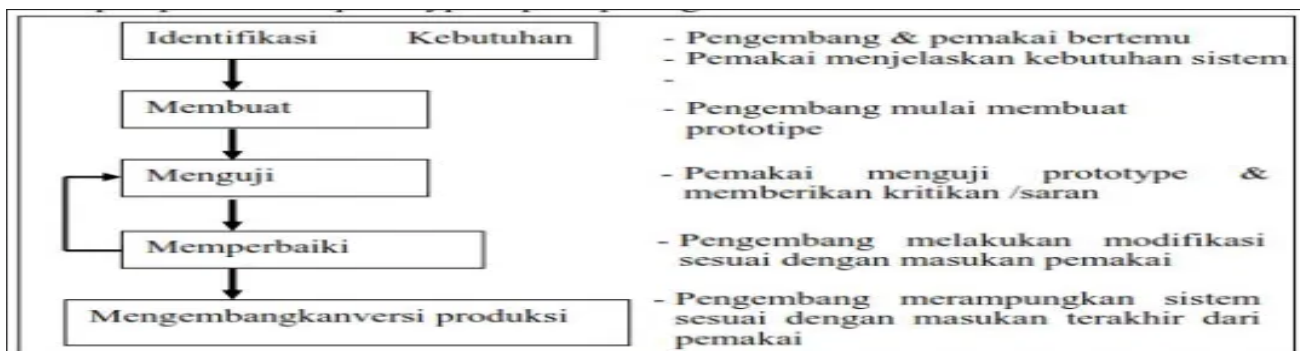 Identifikasi Kebutuhan
- Pengembang & pemakai bertemu
- Pemakai menjelaskan kebutuhan sistem
-
Membuat
- Pengembang mulai membuat
prototipe
Menguji
- Pemakai menguji prototype &
memberikan kritikan /saran
Memperbaiki
- Pengembang melakukan modifikasi
sesuai dengan masukan pemakai
Mengembangkanversi produksi
- Pengembang merampungkan sistem
sesuai dengan masukan terakhir dari
pemakai